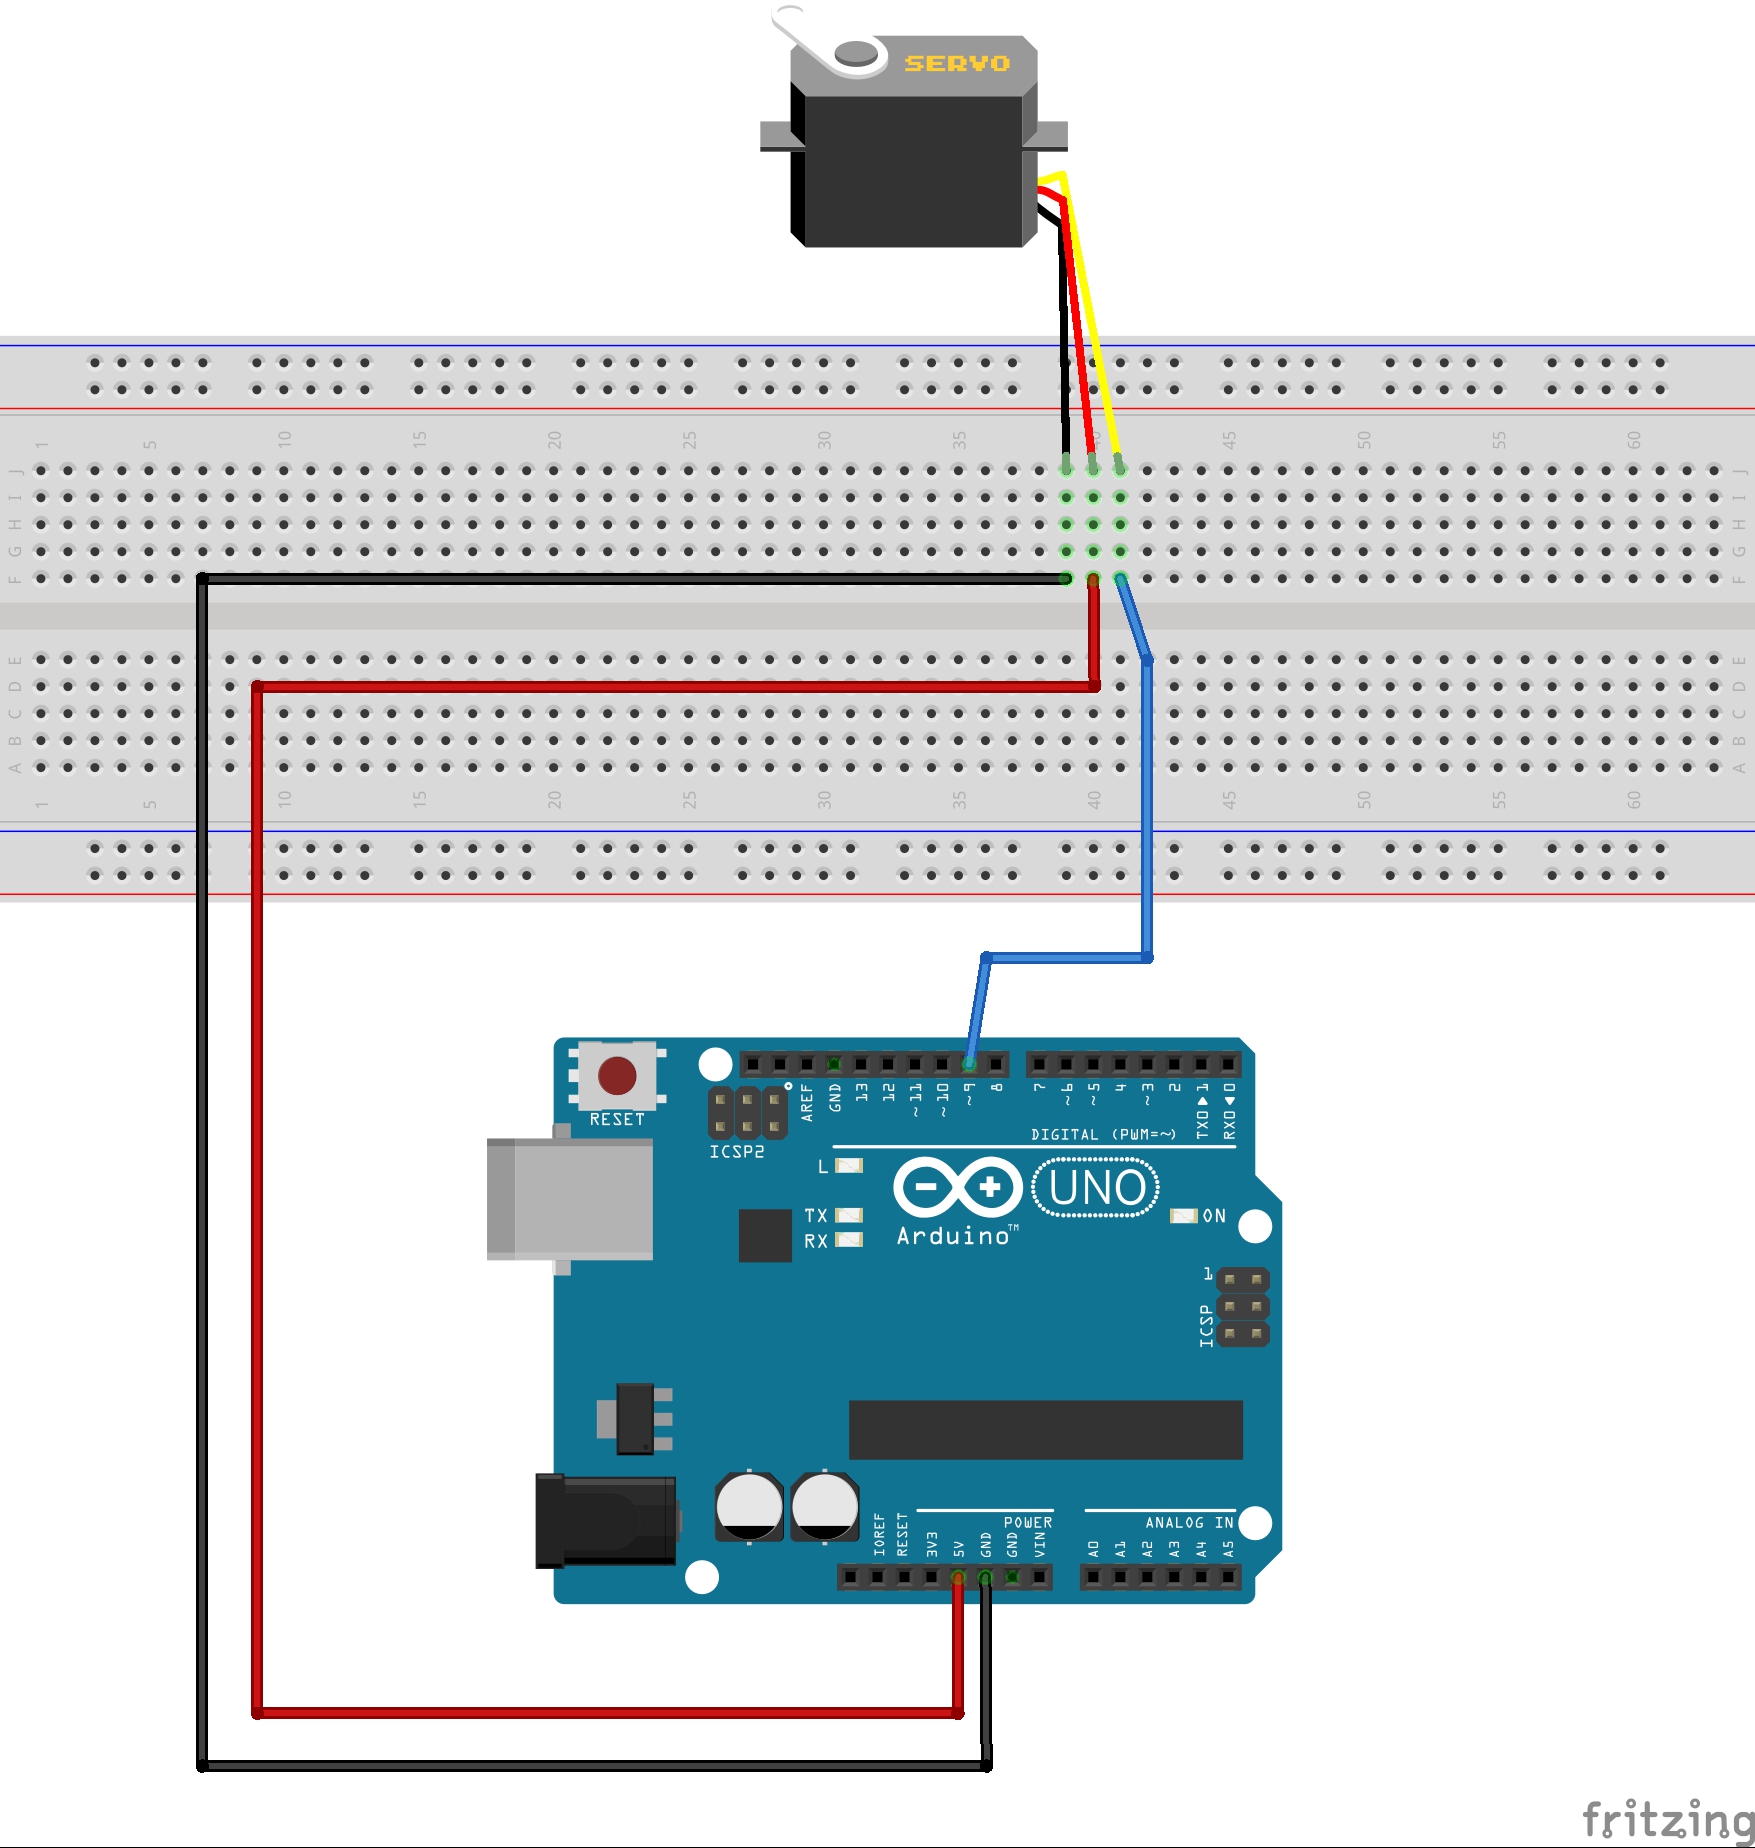 SERVO
1 5 10 15 20 25 30 35 40 45 50 55 60
J J
I I
H H
G G
F F
E E
D D
C C
B B
A A
1 5 10 15 20 25 30 35 40 45 50 55 60
RESET
ICSP2
AREF GND 13 12 ~11 ~10 ~9 8 7 ~6 ~5 4 ~3 2 TX0▶1 RX0◀0
DIGITAL (PWM=~)
L
TX
RX
UNO
Arduino™
ON
1
ICSP
POWER
ANALOG IN
IOREF RESET 3V3 5V GND GND VIN A0 A1 A2 A3 A4 A5
fritzing